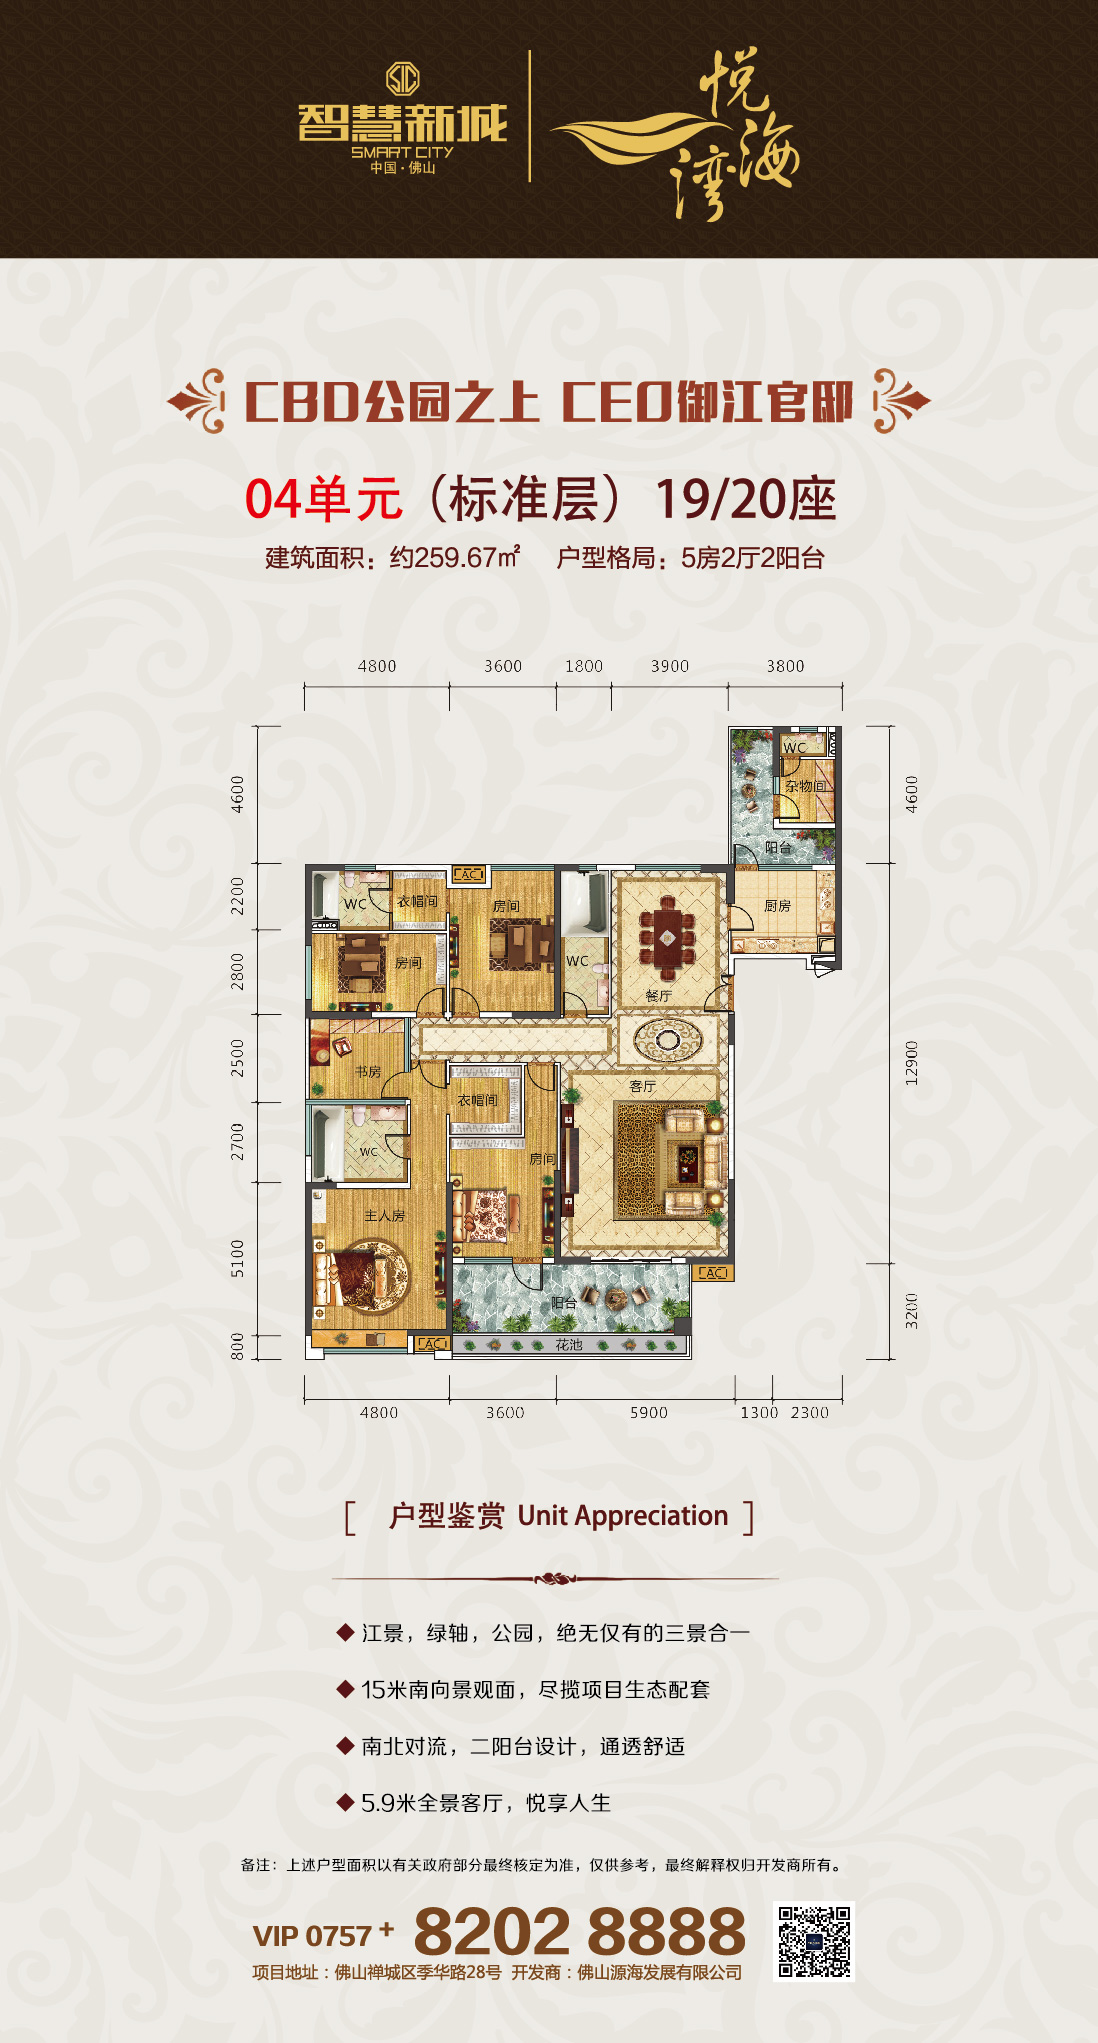 SIC
智慧新城
SMART CITY
中国·佛山
悦海湾
CBD公园之上 CEO御江官邸
04单元（标准层） 19/20座
建筑面积：约259.67㎡ 户型格局：5房2厅2阳台
4800 3600 1800 3900 3800
4600 2200 2800 2500 2700 5100 800
4600 12900 3200
WC
杂物间
阳台
AC
WC 衣帽间 房间
厨房
房间
WC
餐厅
书房
客厅
衣帽间
WC
房间
主人房
AC
阳台
AC
花池
4800 3600 5900 1300 2300
[ 户型鉴赏 Unit Appreciation ]
江景，绿轴，公园，绝无仅有的三景合一
15米南向景观面，尽揽项目生态配套
南北对流，二阳台设计，通透舒适
5.9米全景客厅，悦享人生
备注：上述户型面积以有关政府部分最终核定为准，仅供参考，最终解释权归开发商所有。
VIP 0757 + 8202 8888
项目地址：佛山禅城区季华路28号 开发商：佛山源海发展有限公司